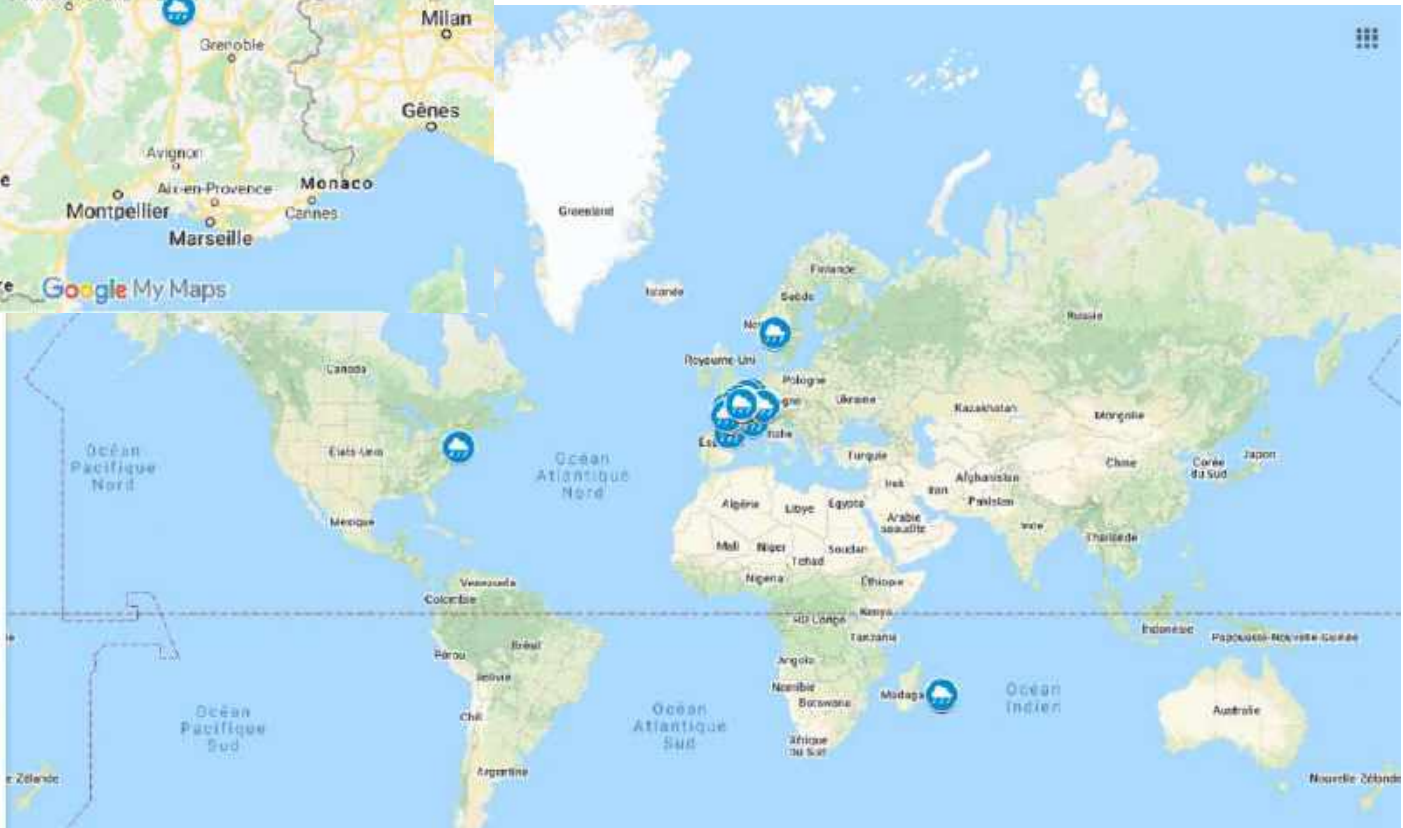 Milan
Grenoble
Gênes
Avignon
Aix-en-Provence
Monaco
Montpellier
Cannes
Marseille
Google My Maps
Groenland
Finlande
Islande
Suède
Russie
Royaume-Uni
Pologne
Canada
Ukraine
Kazakhstan
Mongolie
États-Unis
Italie
Océan
Pacifique
Nord
Océan
Atlantique
Nord
Turquie
Chine
Corée
du Sud
Japon
Irak
Iran
Afghanistan
Pakistan
Algérie
Libye
Égypte
Arabie
saoudite
Inde
Mexique
Thaïlande
Mali
Niger
Tchad
Soudan
Nigeria
Éthiopie
Venezuela
Colombie
RD Congo
Kenya
Tanzanie
Indonésie
Papouasie-Nouvelle-Guinée
Pérou
Brésil
Angola
Bolivie
Namibie
Botswana
Madaga
Océan
Indien
Australie
Océan
Pacifique
Sud
Chili
Océan
Atlantique
Sud
Afrique
du Sud
Argentine
e Zélande
Nouvelle-Zélande